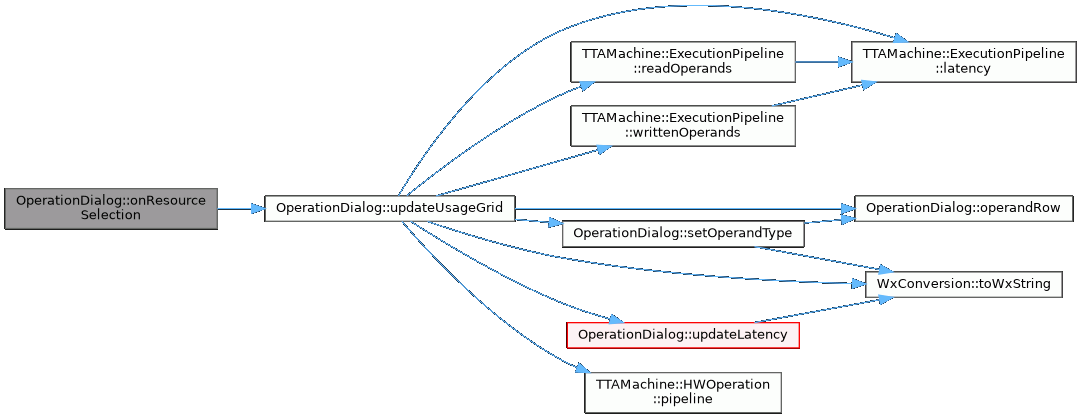 OperationDialog::onResource
Selection
OperationDialog::updateUsageGrid
TTAMachine::ExecutionPipeline
::readOperands
TTAMachine::ExecutionPipeline
::latency
TTAMachine::ExecutionPipeline
::writtenOperands
OperationDialog::operandRow
OperationDialog::setOperandType
WxConversion::toWxString
OperationDialog::updateLatency
TTAMachine::HWOperation
::pipeline